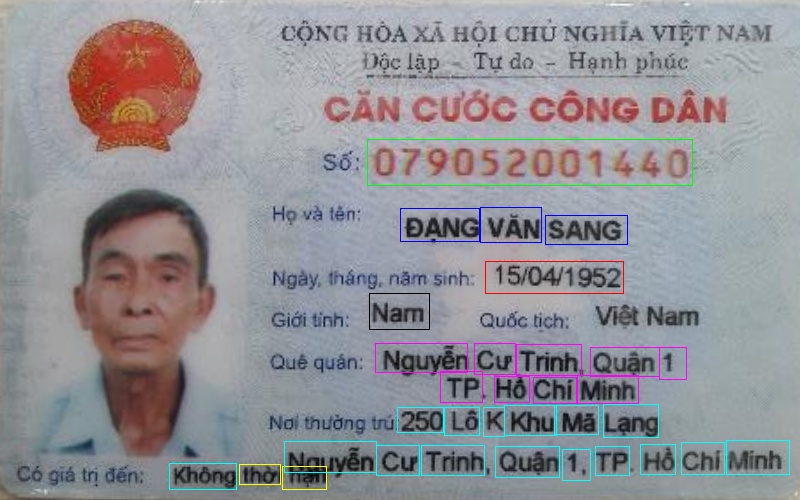 CỘNG HÒA XÃ HỘI CHỦ NGHĨA VIỆT NAM
Độc lập - Tự do - Hạnh phúc
CĂN CƯỚC CÔNG DÂN
Số: 079052001440
Họ và tên: ĐẶNG VĂN SANG
Ngày, tháng, năm sinh: 15/04/1952
Giới tính: Nam Quốc tịch: Việt Nam
Quê quán: Nguyễn Cư Trinh, Quận 1
TP. Hồ Chí Minh
Nơi thường trú: 250 Lô K Khu Mã Lạng
Nguyễn Cư Trinh, Quận 1, TP. Hồ Chí Minh
Có giá trị đến: Không thời hạn